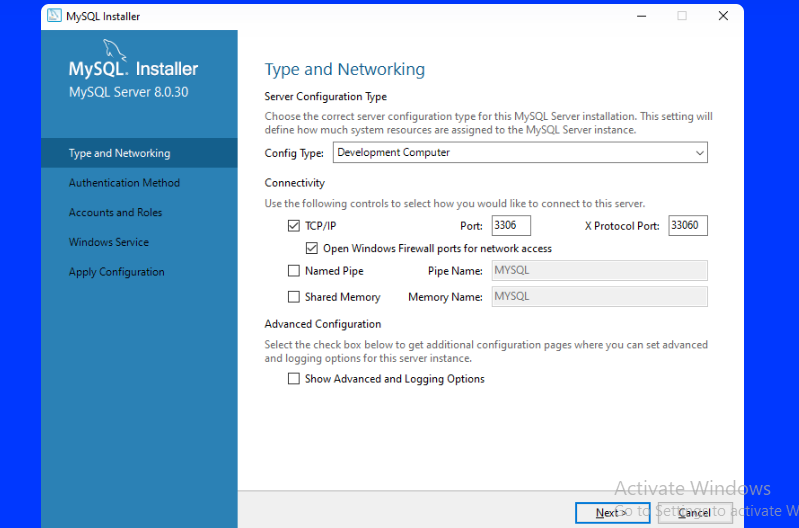 MySQL Installer
MySQL. Installer
MySQL Server 8.0.30
Type and Networking
Authentication Method
Accounts and Roles
Windows Service
Apply Configuration
Type and Networking
Server Configuration Type
Choose the correct server configuration type for this MySQL Server installation. This setting will
define how much system resources are assigned to the MySQL Server instance.
Config Type: Development Computer
Connectivity
Use the following controls to select how you would like to connect to this server.
TCP/IP Port: 3306 X Protocol Port: 33060
Open Windows Firewall ports for network access
Named Pipe Pipe Name: MYSQL
Shared Memory Memory Name: MYSQL
Advanced Configuration
Select the check box below to get additional configuration pages where you can set advanced
and logging options for this server instance.
Show Advanced and Logging Options
Activate Windows
Go to Settings to activate W
Next > Cancel